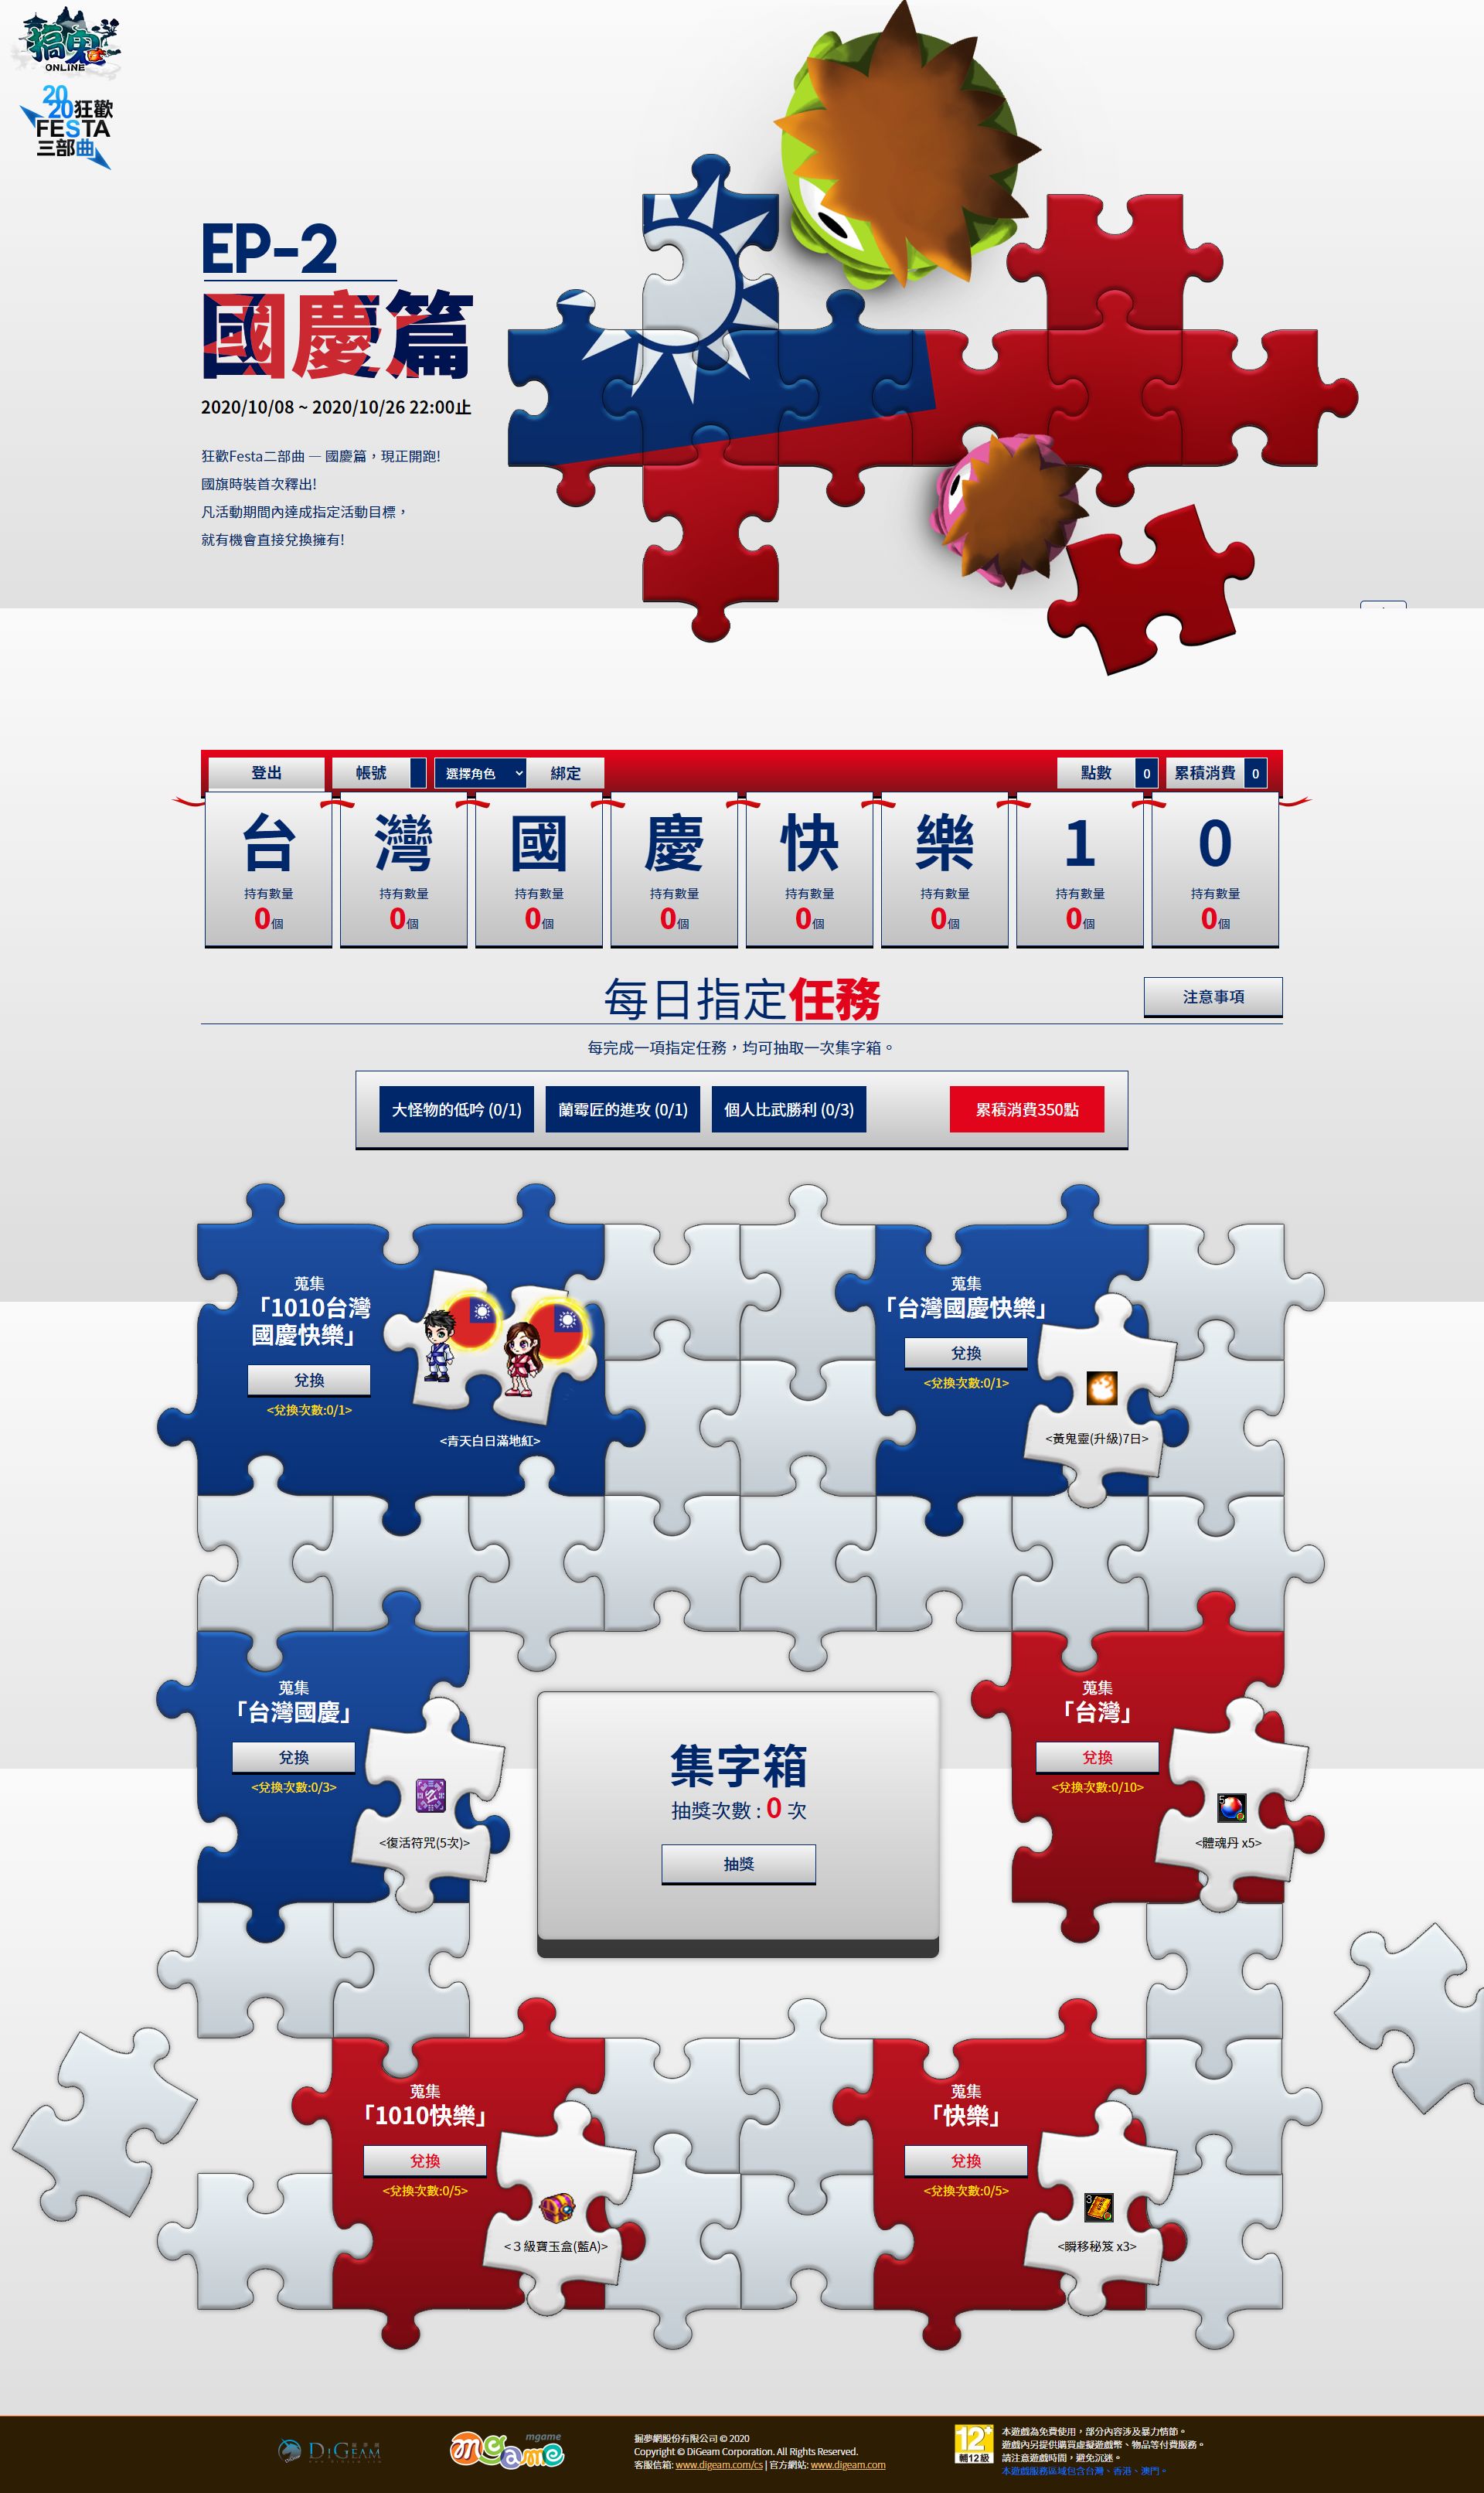 搞鬼
ONLINE
2020狂歡
FESTA
三部曲
EP-2
國慶篇
2020/10/08 ~ 2020/10/26 22:00止
狂歡Festa二部曲 — 國慶篇，現正開跑!
國旗時裝首次釋出!
凡活動期間內達成指定活動目標，
就有機會直接兌換擁有!
登出 帳號 選擇角色 綁定 點數 0 累積消費 0
台 灣 國 慶 快 樂 1 0
持有數量 持有數量 持有數量 持有數量 持有數量 持有數量 持有數量 持有數量
0個 0個 0個 0個 0個 0個 0個 0個
每日指定任務
注意事項
每完成一項指定任務，均可抽取一次集字箱。
大怪物的低吟 (0/1) 蘭霉匠的進攻 (0/1) 個人比武勝利 (0/3) 累積消費350點
蒐集
「1010台灣
國慶快樂」
兌換
<兌換次數:0/1>
<青天白日滿地紅>
蒐集
「台灣國慶快樂」
兌換
<兌換次數:0/1>
<黃鬼靈(升級)7日>
蒐集
「台灣國慶」
兌換
<兌換次數:0/3>
<復活符咒(5次)>
集字箱
抽獎次數 : 0 次
抽獎
蒐集
「台灣」
兌換
<兌換次數:0/10>
5
<體魂丹 x5>
蒐集
「1010快樂」
兌換
<兌換次數:0/5>
<３級寶玉盒(藍A)>
蒐集
「快樂」
兌換
<兌換次數:0/5>
3
<瞬移秘笈 x3>
DIGEAM
mgame
mgame
掘夢網股份有限公司 © 2020
Copyright © DiGeam Corporation. All Rights Reserved.
客服信箱: www.digeam.com/cs | 官方網站: www.digeam.com
12+
輔12級
本遊戲為免費使用，部分內容涉及暴力情節。
遊戲內另提供購買虛擬遊戲幣、物品等付費服務。
請注意遊戲時間，避免沉迷。
本遊戲服務區域包含台灣、香港、澳門。